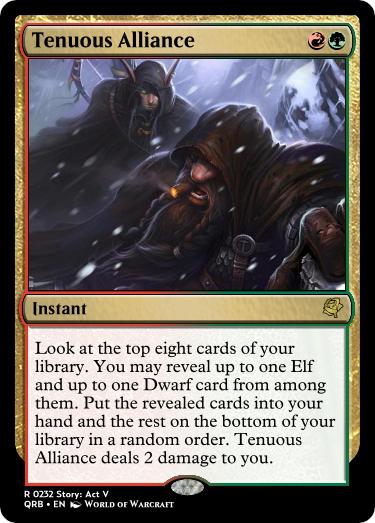 Tenuous Alliance
Instant
Look at the top eight cards of your
library. You may reveal up to one Elf
and up to one Dwarf card from among
them. Put the revealed cards into your
hand and the rest on the bottom of your
library in a random order. Tenuous
Alliance deals 2 damage to you.
R 0232 Story: Act V
QRB • EN World of Warcraft